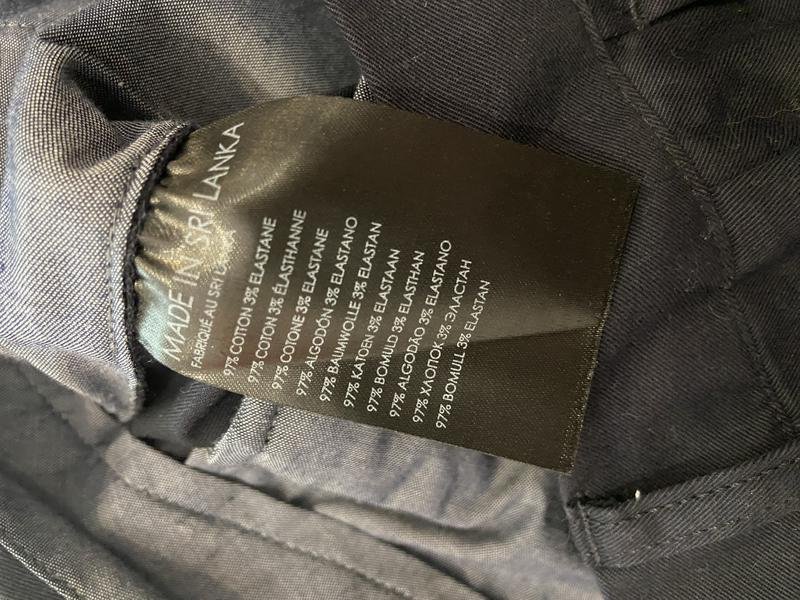 MADE IN SRI LANKA
FABRIQUÉ AU SRI
97% COTTON 3% ELASTANE
97% COTON 3% ÉLASTHANNE
97% COTONE 3% ELASTANE
97% ALGODÓN 3% ELASTANO
97% BAUMWOLLE 3% ELASTAN
97% KATOEN 3% ELASTAAN
97% BOMULD 3% ELASTHAN
97% ALGODÃO 3% ELASTANO
97% ХЛОПОК 3% ЭЛАСТАН
97% BOMULL 3% ELASTAN